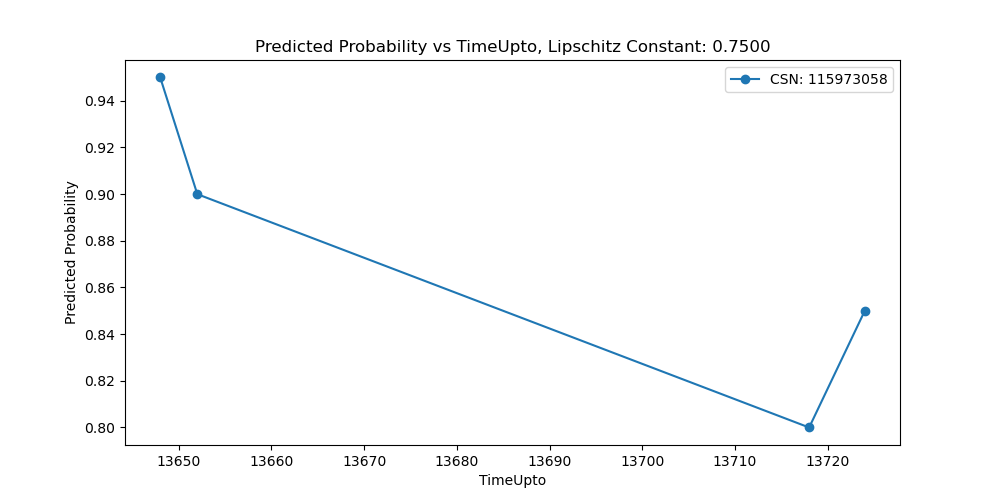 Predicted Probability vs TimeUpto, Lipschitz Constant: 0.7500
CSN: 115973058
Predicted Probability
0.94
0.92
0.90
0.88
0.86
0.84
0.82
0.80
13650 13660 13670 13680 13690 13700 13710 13720
TimeUpto